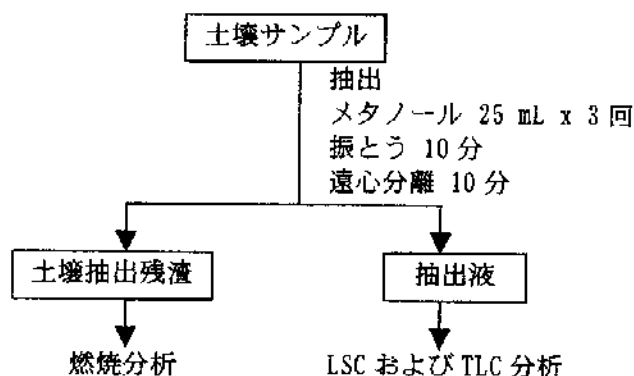 土壌サンプル
抽出
メタノール 25 mL x 3 回
振とう 10 分
遠心分離 10 分
土壌抽出残渣
抽出液
燃焼分析
LSC および TLC 分析